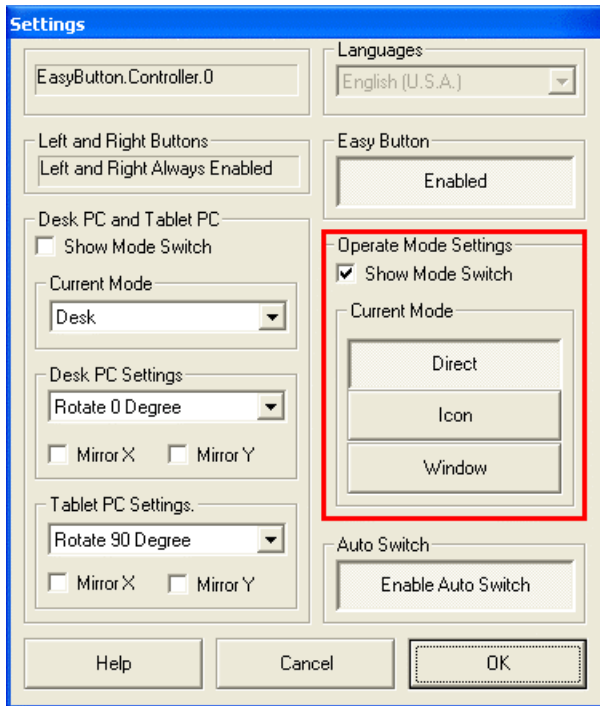 Settings
EasyButton.Controller.0
Languages
English (U.S.A.)
Left and Right Buttons
Left and Right Always Enabled
Easy Button
Enabled
Desk PC and Tablet PC
Show Mode Switch
Current Mode
Desk
Desk PC Settings
Rotate 0 Degree
Mirror X
Mirror Y
Tablet PC Settings.
Rotate 90 Degree
Mirror X
Mirror Y
Operate Mode Settings
Show Mode Switch
Current Mode
Direct
Icon
Window
Auto Switch
Enable Auto Switch
Help
Cancel
OK